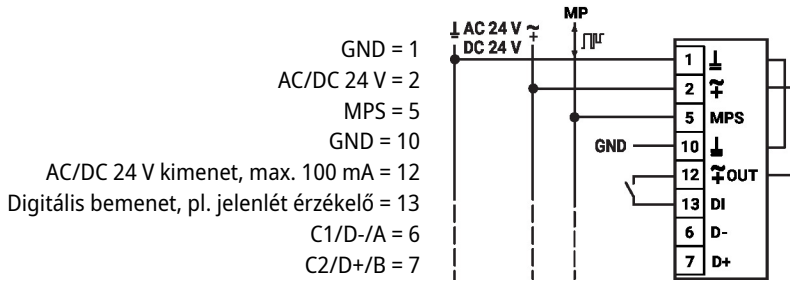 MP
AC 24 V
DC 24 V
GND = 1
AC/DC 24 V = 2
MPS = 5
GND = 10
AC/DC 24 V kimenet, max. 100 mA = 12
Digitális bemenet, pl. jelenlét érzékelő = 13
C1/D-/A = 6
C2/D+/B = 7
GND
1
2
5 MPS
10
12 OUT
13 DI
6 D-
7 D+